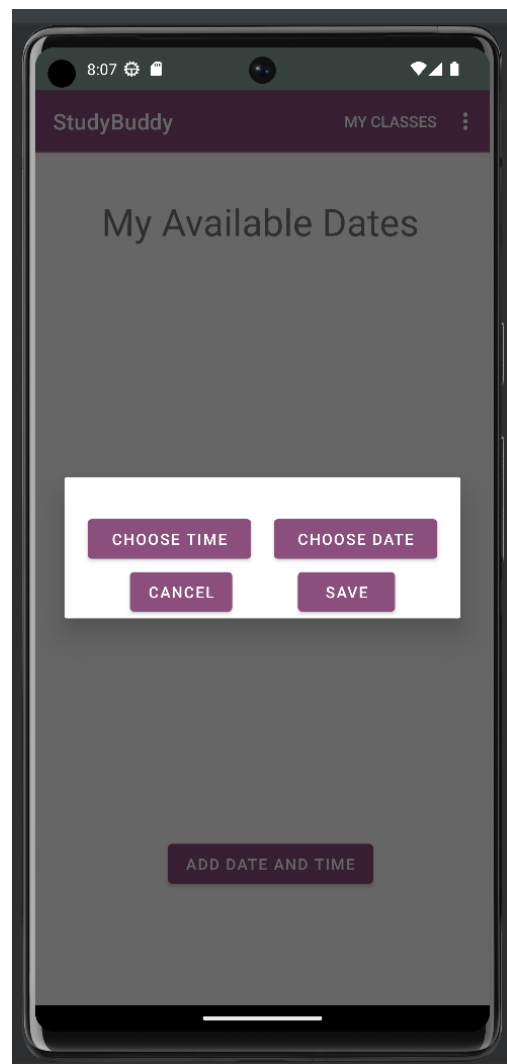 8:07
StudyBuddy MY CLASSES
My Available Dates
CHOOSE TIME CHOOSE DATE
CANCEL SAVE
ADD DATE AND TIME